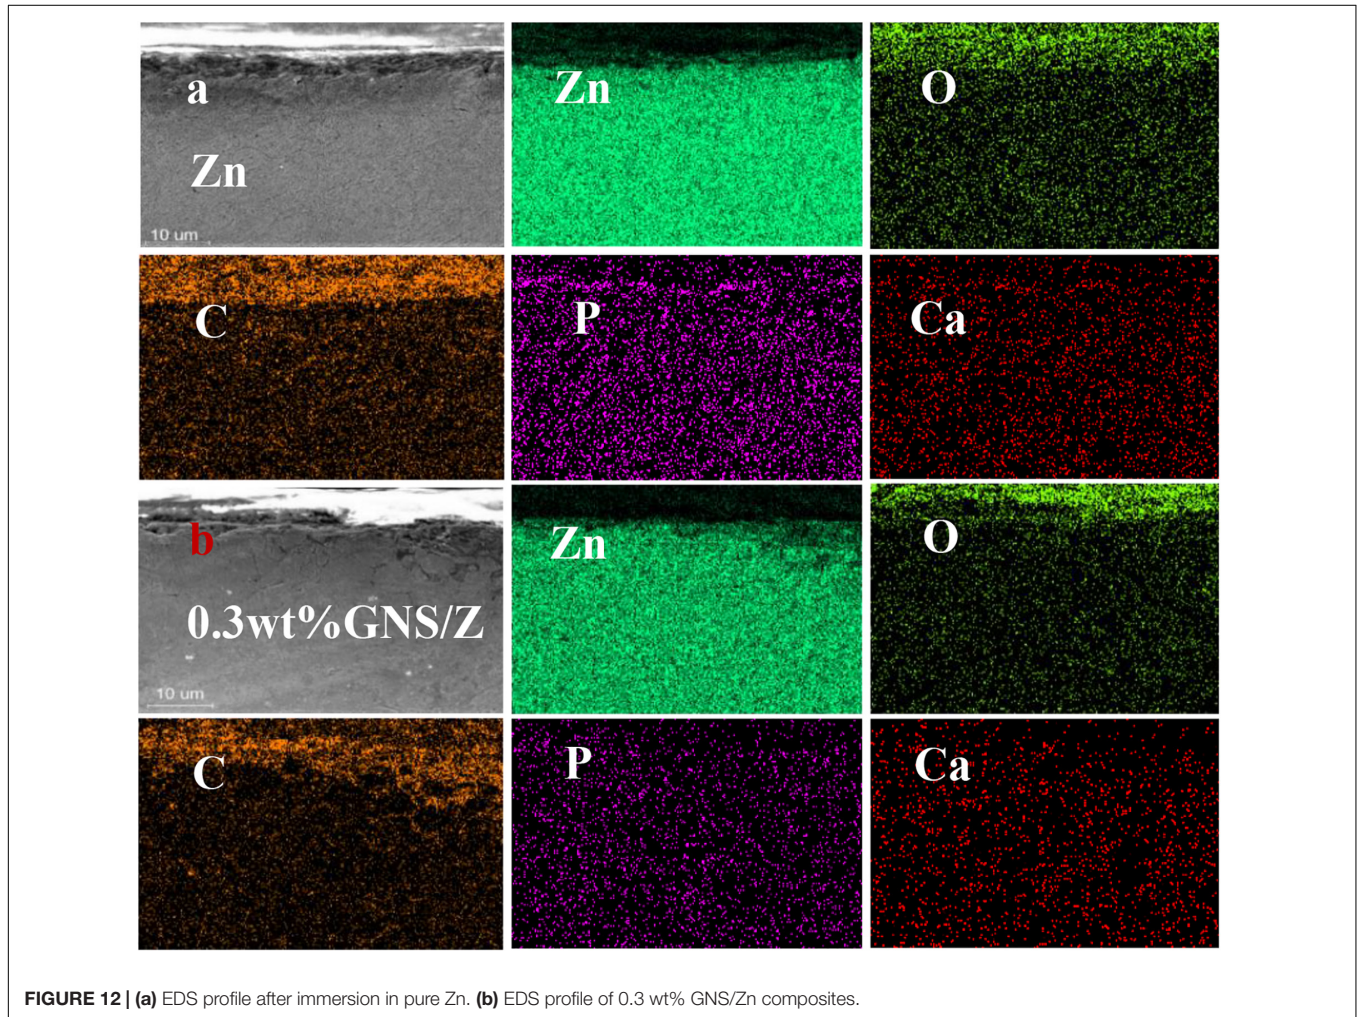 a
Zn
10 um
Zn
O
C
P
Ca
b
0.3wt%GNS/Z
10 um
Zn
O
C
P
Ca
FIGURE 12 | (a) EDS profile after immersion in pure Zn. (b) EDS profile of 0.3 wt% GNS/Zn composites.